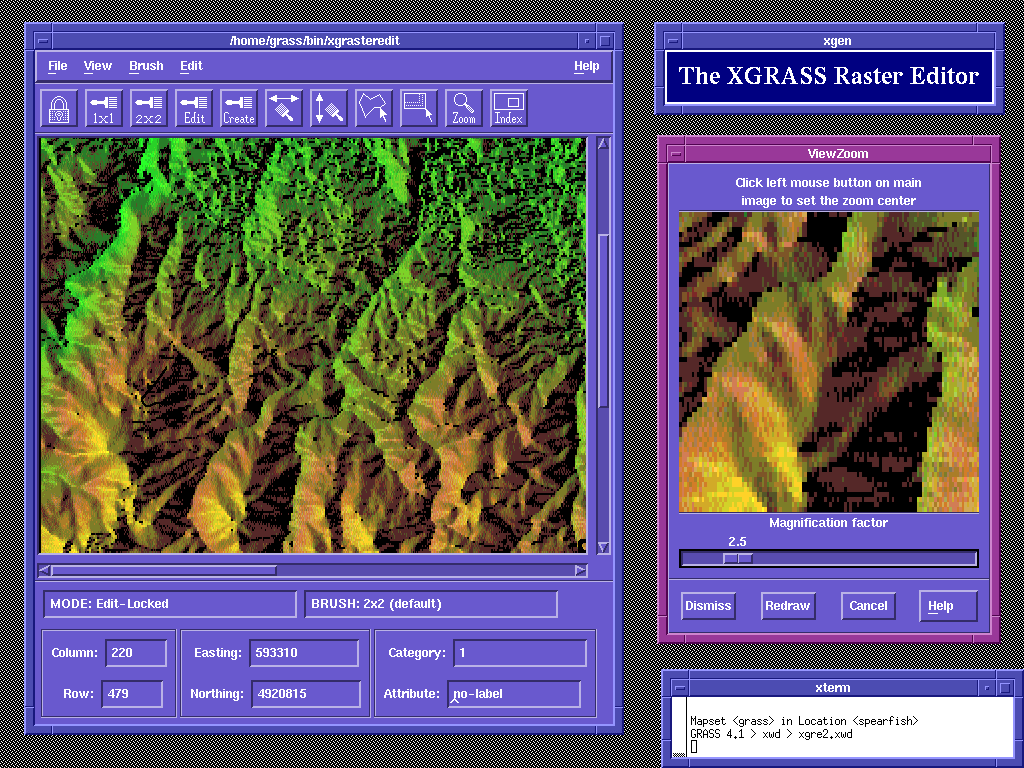 /home/grass/bin/xgrasteredit
File View Brush Edit Help
1x1 2x2 Edit Create Zoom Index
MODE: Edit-Locked
BRUSH: 2x2 (default)
Column: 220
Row: 479
Easting: 593310
Northing: 4920815
Category: 1
Attribute: no-label
xgen
The XGRASS Raster Editor
ViewZoom
Click left mouse button on main
image to set the zoom center
Magnification factor
2.5
Dismiss Redraw Cancel Help
xterm
Mapset <grass> in Location <spearfish>
GRASS 4.1 > xwd > xgre2.xwd